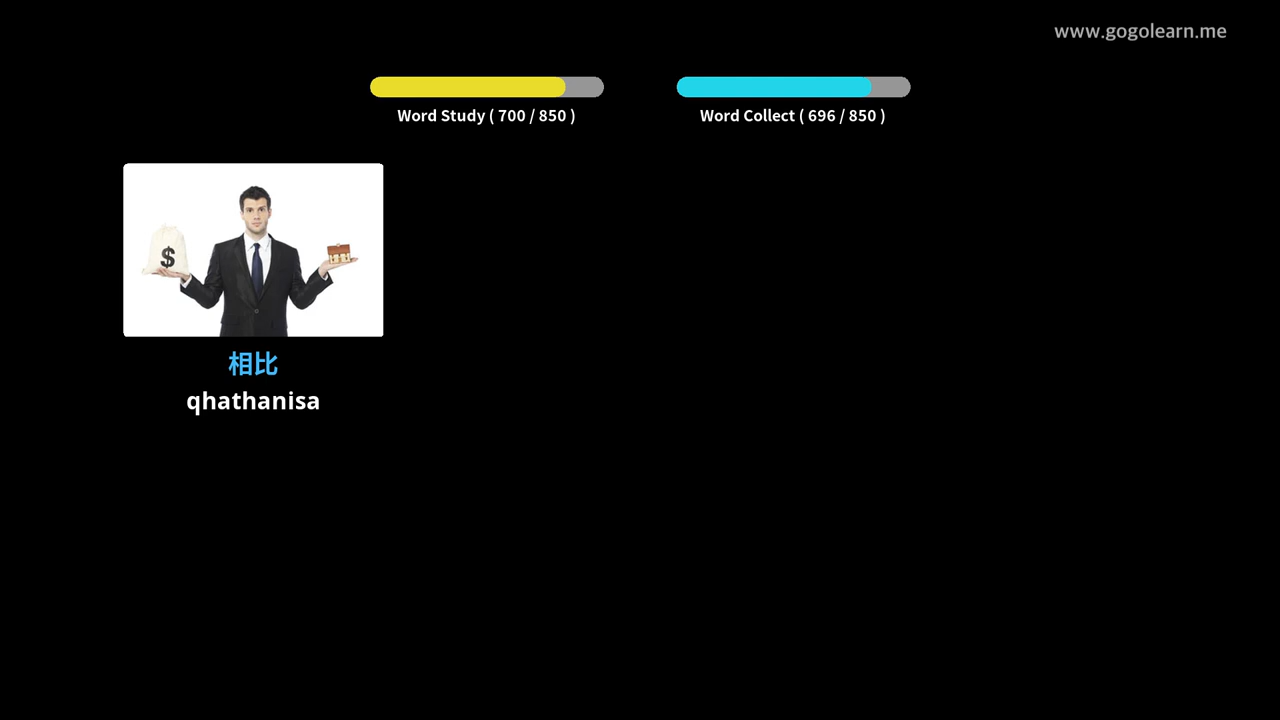 www.gogolearn.me
Word Study ( 700 / 850 )
Word Collect ( 696 / 850 )
$
相比
qhathanisa